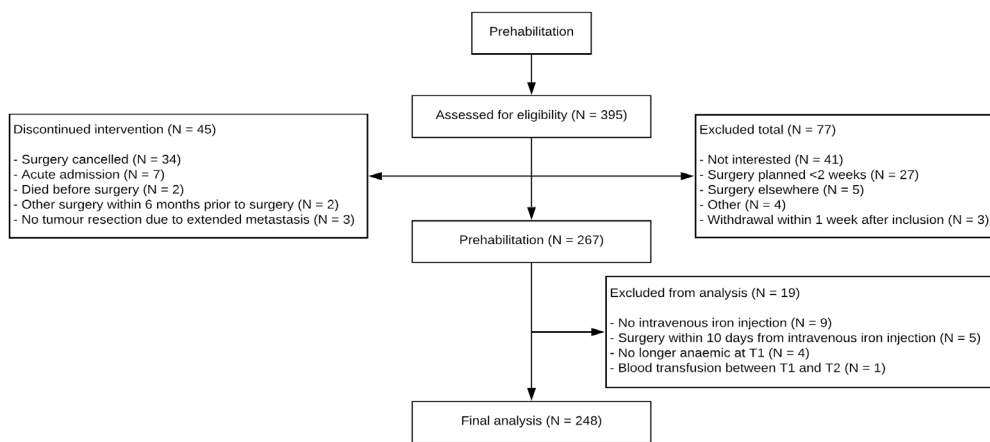 Prehabilitation
Assessed for eligibility (N = 395)
Discontinued intervention (N = 45)
- Surgery cancelled (N = 34)
- Acute admission (N = 7)
- Died before surgery (N = 2)
- Other surgery within 6 months prior to surgery (N = 2)
- No tumour resection due to extended metastasis (N = 3)
Excluded total (N = 77)
- Not interested (N = 41)
- Surgery planned <2 weeks (N = 27)
- Surgery elsewhere (N = 5)
- Other (N = 4)
- Withdrawal within 1 week after inclusion (N = 3)
Prehabilitation (N = 267)
Excluded from analysis (N = 19)
- No intravenous iron injection (N = 9)
- Surgery within 10 days from intravenous iron injection (N = 5)
- No longer anaemic at T1 (N = 4)
- Blood transfusion between T1 and T2 (N = 1)
Final analysis (N = 248)